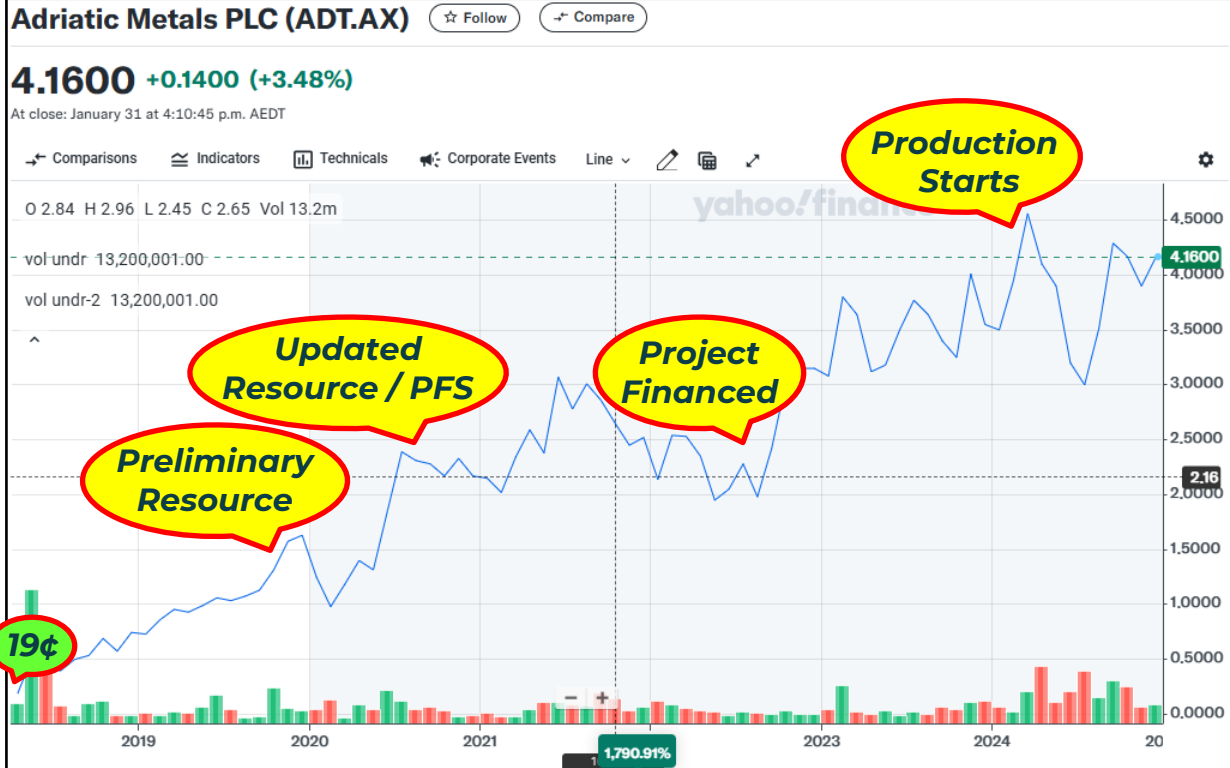 Adriatic Metals PLC (ADT.AX) ☆ Follow Compare
4.1600 +0.1400 (+3.48%)
At close: January 31 at 4:10:45 p.m. AEDT
Comparisons Indicators Technicals Corporate Events Line
Production
Starts
O 2.84 H 2.96 L 2.45 C 2.65 Vol 13.2m
yahoo!finance
4.5000
vol undr 13,200,001.00
4.1600
4.0000
vol undr-2 13,200,001.00
3.5000
Updated
Resource / PFS
Project
Financed
3.0000
2.5000
Preliminary
Resource
2.16
2.0000
1.5000
1.0000
19¢
0.5000
− +
0.0000
2019 2020 2021 2023 2024 20
1,790.91%